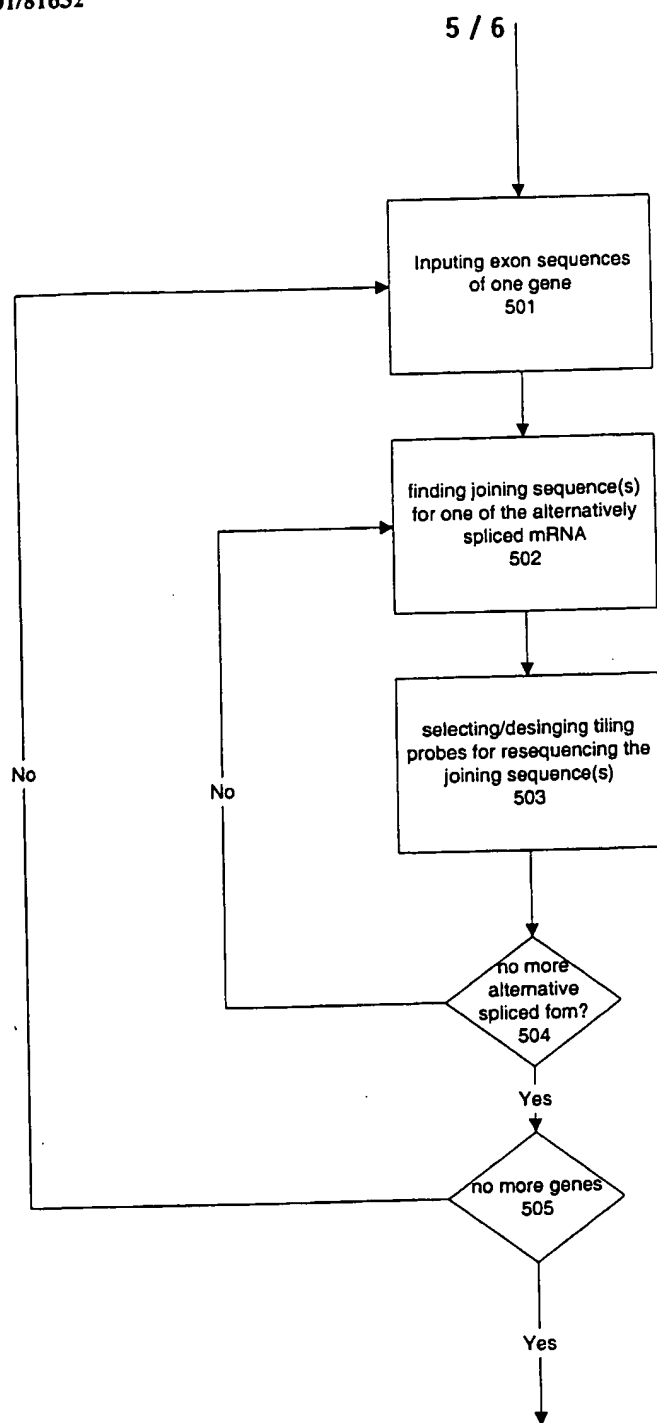 01/81632
5 / 6
Inputing exon sequences
of one gene
501
finding joining sequence(s)
for one of the alternatively
spliced mRNA
502
selecting/desinging tiling
probes for resequencing the
joining sequence(s)
503
No
No
no more
alternative
spliced fom?
504
Yes
no more genes
505
Yes